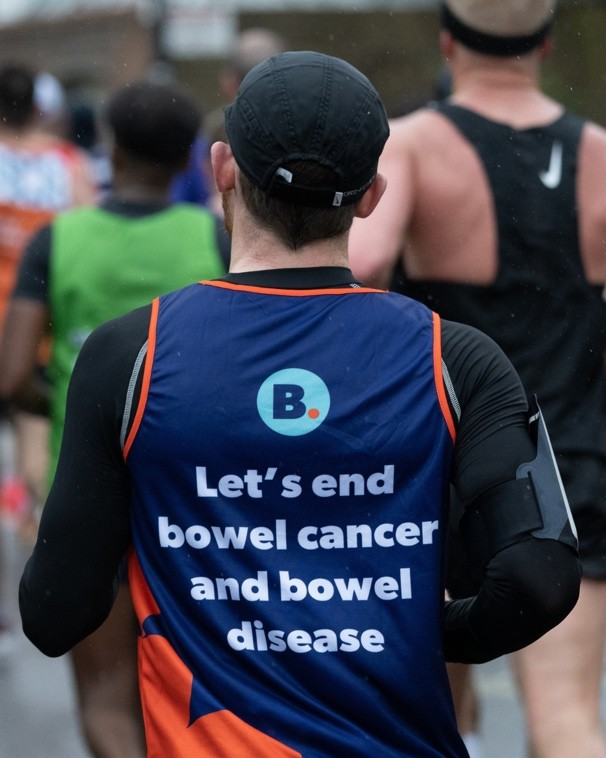 B.
Let's end
bowel cancer
and bowel
disease